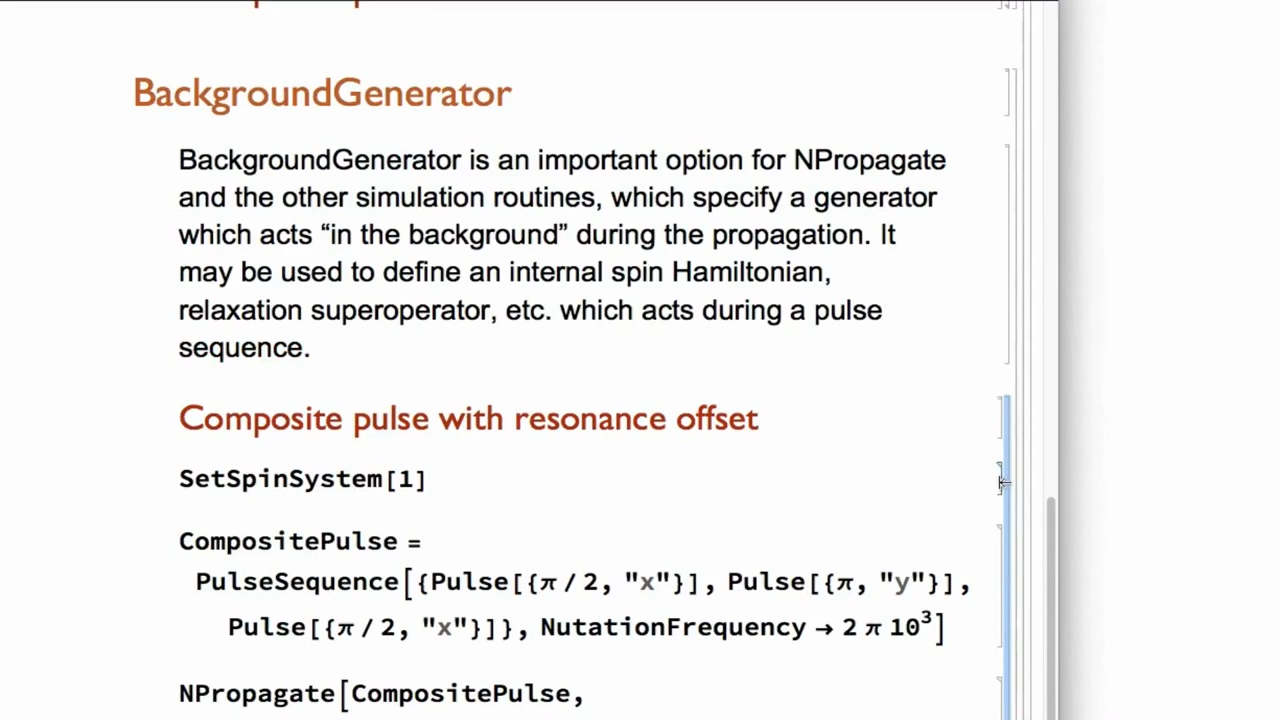 BackgroundGenerator
BackgroundGenerator is an important option for NPropagate
and the other simulation routines, which specify a generator
which acts “in the background” during the propagation. It
may be used to define an internal spin Hamiltonian,
relaxation superoperator, etc. which acts during a pulse
sequence.
Composite pulse with resonance offset
SetSpinSystem[1]
CompositePulse =
PulseSequence[{Pulse[{π / 2, "x"}], Pulse[{π, "y"}],
Pulse[{π / 2, "x"}]}, NutationFrequency → 2 π 10³]
NPropagate[CompositePulse,